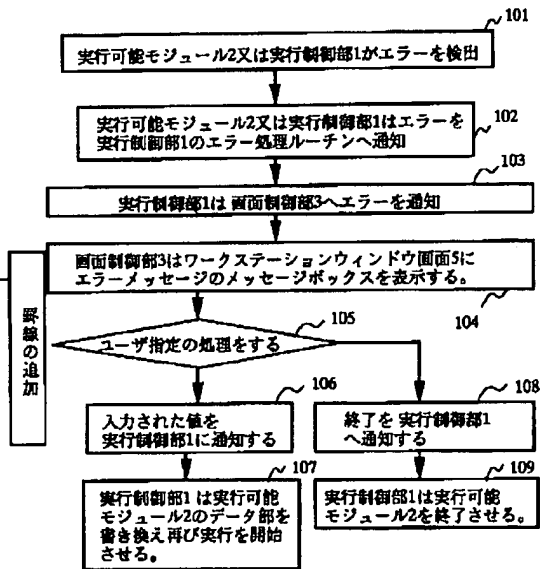 101
実行可能モジュール2又は実行制御部1がエラーを検出
実行可能モジュール2又は実行制御部1はエラーを
実行制御部1のエラー処理ルーチンへ通知
102
103
実行制御部1は 画面制御部3へエラーを通知
画面制御部3はワークステーションウィンドウ画面5に
エラーメッセージのメッセージボックスを表示する。
104
罫線の追加
105
ユーザ指定の処理をする
106
入力された値を
実行制御部1に通知する
108
終了を 実行制御部1
へ通知する
107
実行制御部1 は実行可能
モジュール2のデータ部を
書き換え再び実行を開始
させる。
109
実行制御部1は実行可能
モジュール2を終了させる。